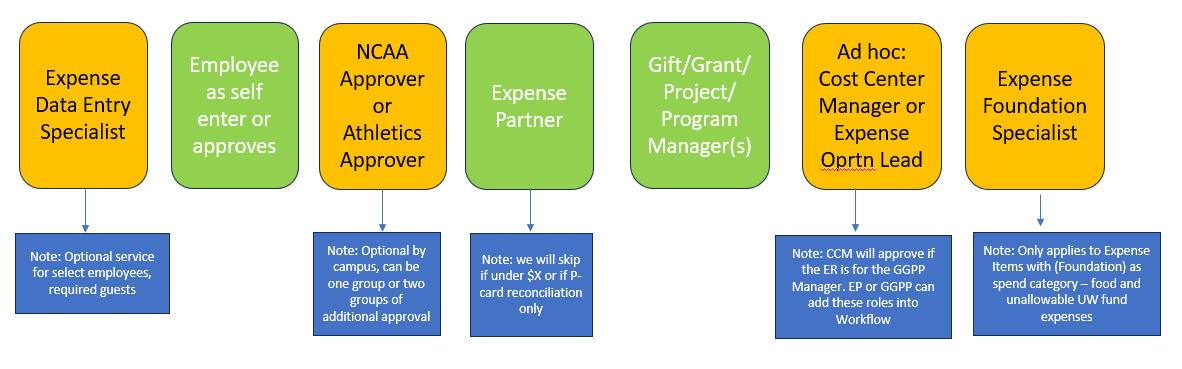 Expense
Data Entry
Specialist
Employee
as self
enter or
approves
NCAA
Approver
or
Athletics
Approver
Expense
Partner
Gift/Grant/
Project/
Program
Manager(s)
Ad hoc:
Cost Center
Manager or
Expense
Oprtn Lead
Expense
Foundation
Specialist
Note: Optional service
for select employees,
required guests
Note: Optional by
campus, can be
one group or two
groups of
additional approval
Note: we will skip
if under $X or if P-
card reconciliation
only
Note: CCM will approve if
the ER is for the GGPP
Manager. EP or GGPP can
add these roles into
Workflow
Note: Only applies to Expense
Items with (Foundation) as
spend category – food and
unallowable UW fund
expenses